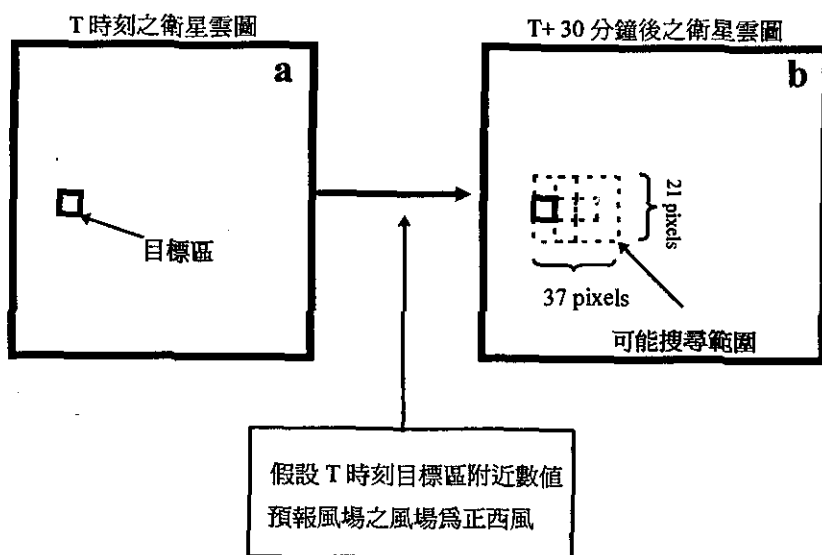 T 時刻之衛星雲圖
T+ 30 分鐘後之衛星雲圖
a
b
目標區
21 pixels
37 pixels
可能搜尋範圍
假設 T 時刻目標區附近數值
預報風場之風場爲正西風